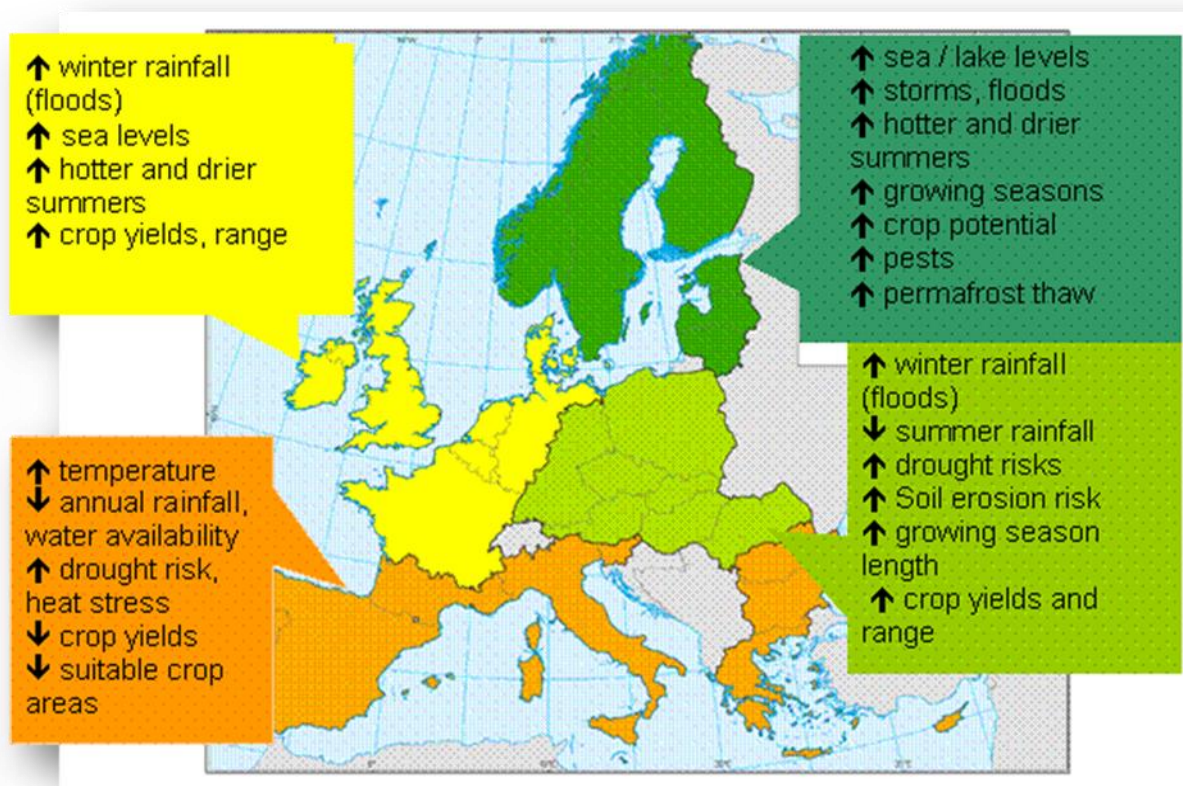 ↑ winter rainfall
(floods)
↑ sea levels
↑ hotter and drier
summers
↑ crop yields, range
↑ sea / lake levels
↑ storms, floods
↑ hotter and drier
summers
↑ growing seasons
↑ crop potential
↑ pests
↑ permafrost thaw
↑ temperature
↓ annual rainfall,
water availability
↑ drought risk,
heat stress
↓ crop yields
↓ suitable crop
areas
↑ winter rainfall
(floods)
↓ summer rainfall
↑ drought risks
↑ Soil erosion risk
↑ growing season
length
↑ crop yields and
range